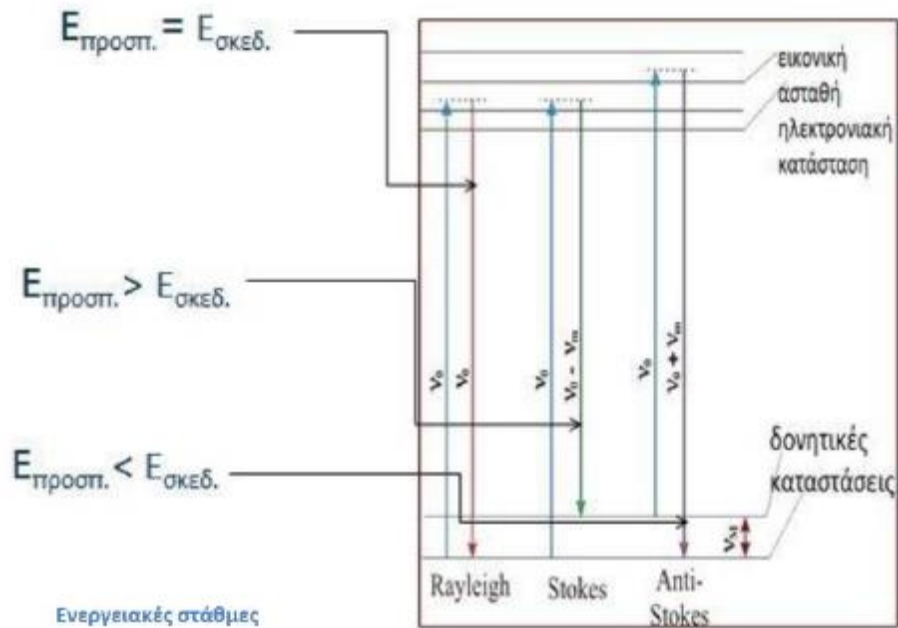 Eπροσπ. = Eσκεδ.
Eπροσπ. > Eσκεδ.
Eπροσπ. < Eσκεδ.
εικονική
ασταθή
ηλεκτρονιακή
κατάσταση
ν₀
ν₀
ν₀
ν₀ - νm
ν₀
ν₀ + νm
δονητικές
καταστάσεις
Rayleigh
Stokes
Anti-
Stokes
Ενεργειακές στάθμες